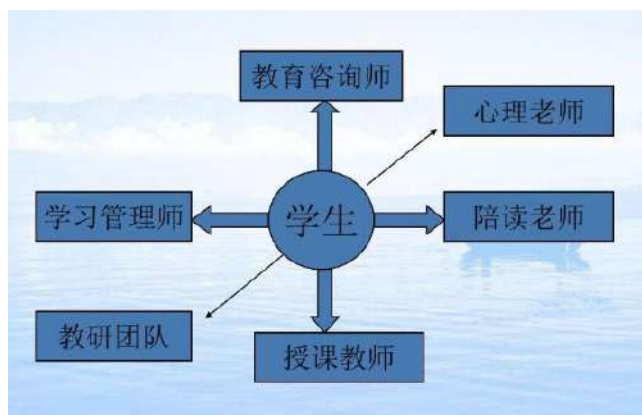 教育咨询师
心理老师
学习管理师
学生
陪读老师
教研团队
授课教师